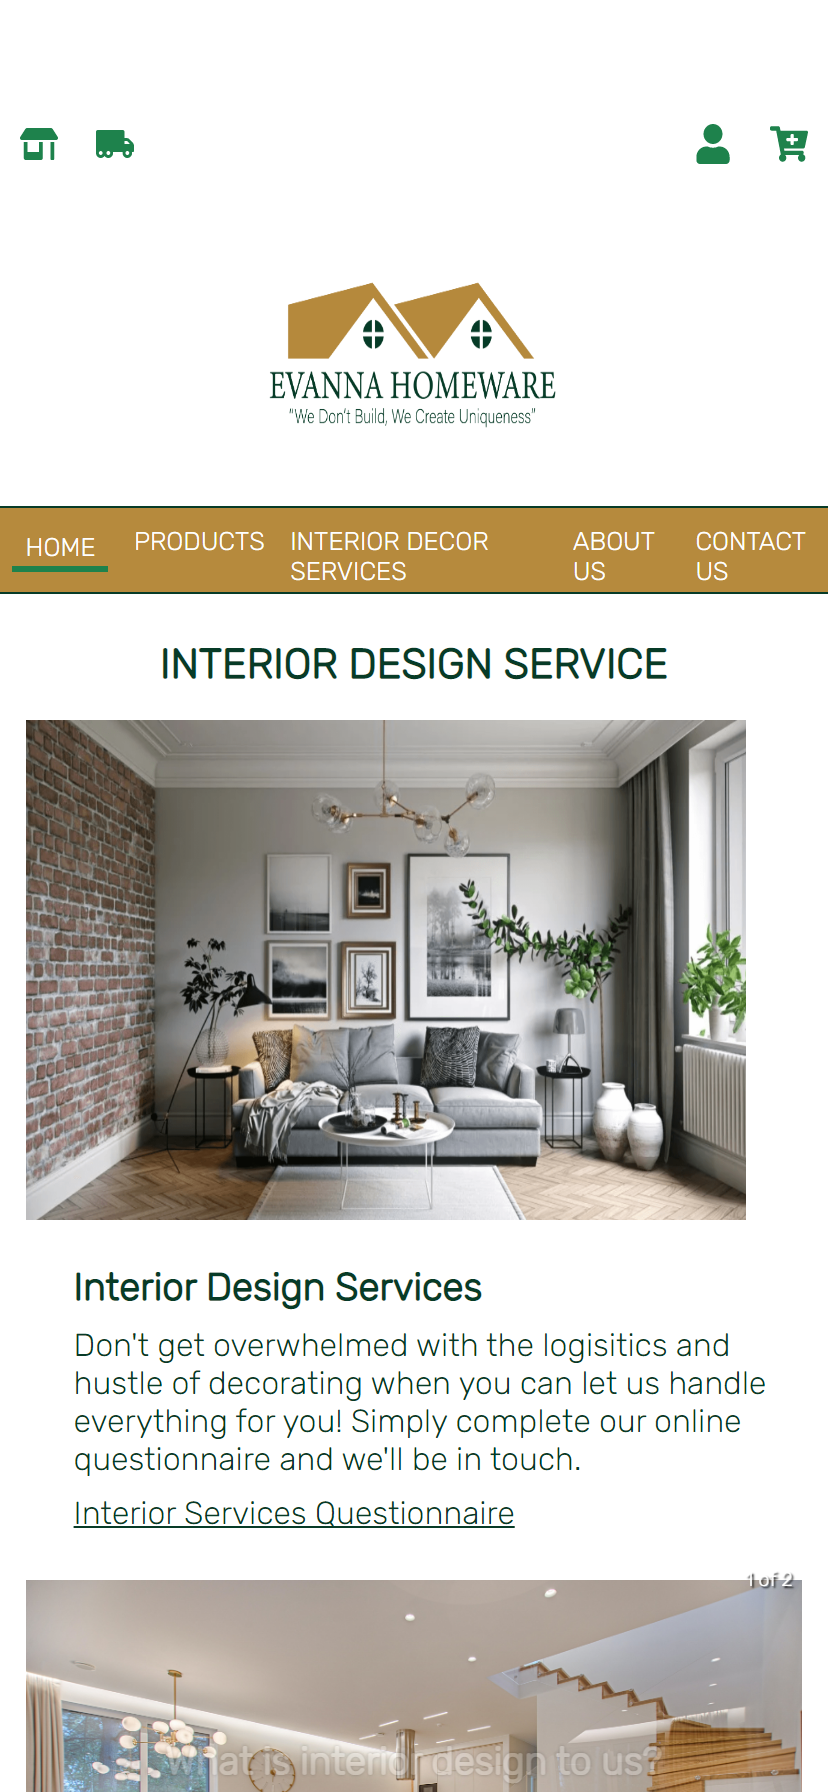 EVANNA HOMEWARE
"We Don't Build, We Create Uniqueness"
HOME
PRODUCTS
INTERIOR DECOR
SERVICES
ABOUT
US
CONTACT
US
INTERIOR DESIGN SERVICE
Interior Design Services
Don't get overwhelmed with the logisitics and
hustle of decorating when you can let us handle
everything for you! Simply complete our online
questionnaire and we'll be in touch.
Interior Services Questionnaire
1 of 2
what is interior design to us?